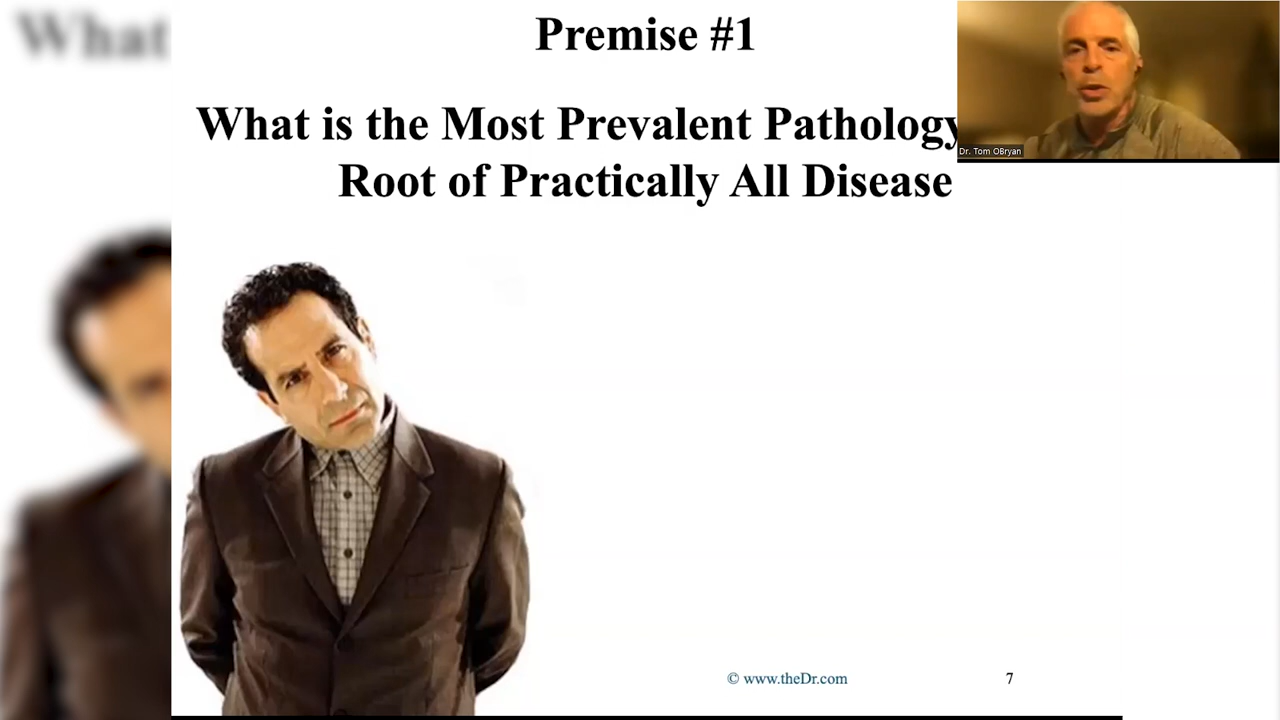 What
Premise #1
What is the Most Prevalent Pathology
Root of Practically All Disease
Dr. Tom OBryan
© www.theDr.com
7